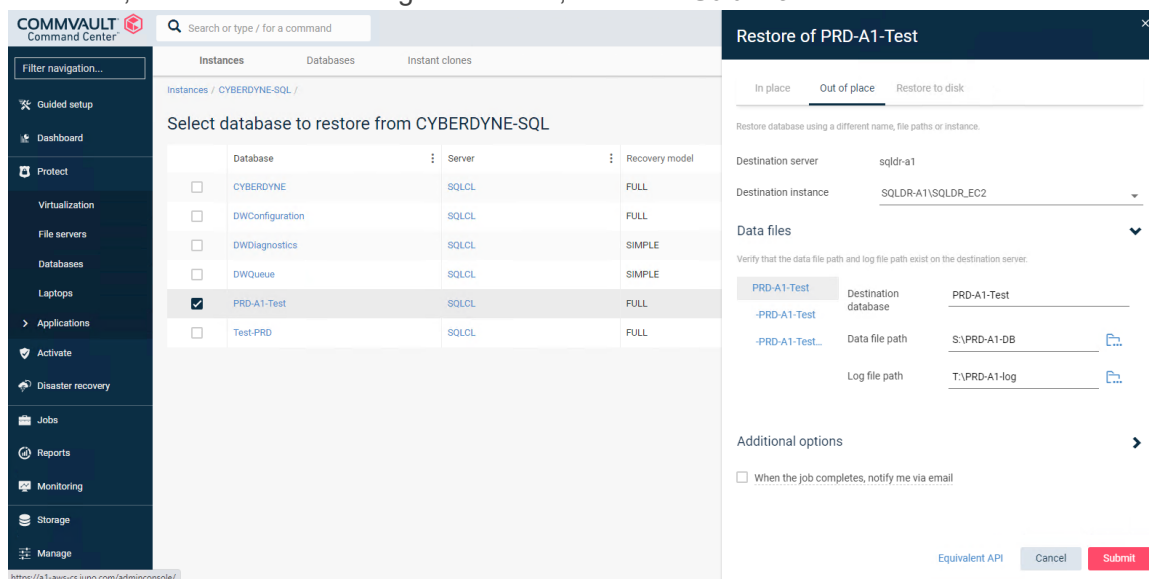 COMMVAULT
Command Center
Search or type / for a command
Filter navigation...
Guided setup
Dashboard
Protect
Virtualization
File servers
Databases
Laptops
Applications
Activate
Disaster recovery
Jobs
Reports
Monitoring
Storage
Manage
https://a1-aws-cs.juno.com/adminconsole/
Instances Databases Instant clones
Instances / CYBERDYNE-SQL /
Select database to restore from CYBERDYNE-SQL
Database Server Recovery model
CYBERDYNE SQLCL FULL
DWConfiguration SQLCL FULL
DWDiagnostics SQLCL SIMPLE
DWQueue SQLCL SIMPLE
PRD-A1-Test SQLCL FULL
Test-PRD SQLCL FULL
Restore of PRD-A1-Test
In place Out of place Restore to disk
Restore database using a different name, file paths or instance.
Destination server sqldr-a1
Destination instance SQLDR-A1\SQLDR_EC2
Data files
Verify that the data file path and log file path exist on the destination server.
PRD-A1-Test
-PRD-A1-Test
-PRD-A1-Test...
Destination database PRD-A1-Test
Data file path S:\PRD-A1-DB
Log file path T:\PRD-A1-log
Additional options
When the job completes, notify me via email
Equivalent API Cancel Submit